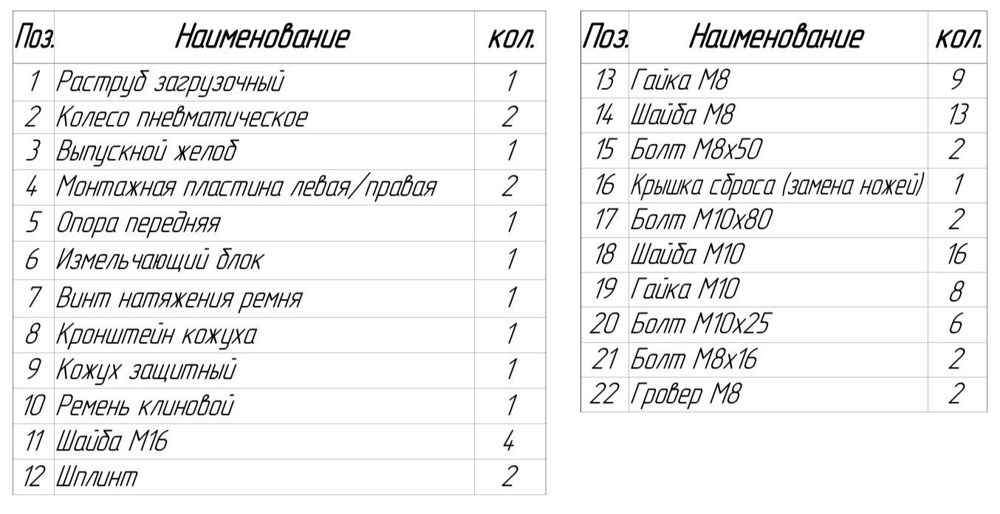 Поз. Наименование кол.
1 Раструб загрузочный 1
2 Колесо пневматическое 2
3 Выпускной желоб 1
4 Монтажная пластина левая/правая 2
5 Опора передняя 1
6 Измельчающий блок 1
7 Винт натяжения ремня 1
8 Кронштейн кожуха 1
9 Кожух защитный 1
10 Ремень клиновой 1
11 Шайба М16 4
12 Шплинт 2
Поз. Наименование кол.
13 Гайка М8 9
14 Шайба М8 13
15 Болт М8х50 2
16 Крышка сброса (замена ножей) 1
17 Болт М10х80 2
18 Шайба М10 16
19 Гайка М10 8
20 Болт М10х25 6
21 Болт М8х16 2
22 Гровер М8 2